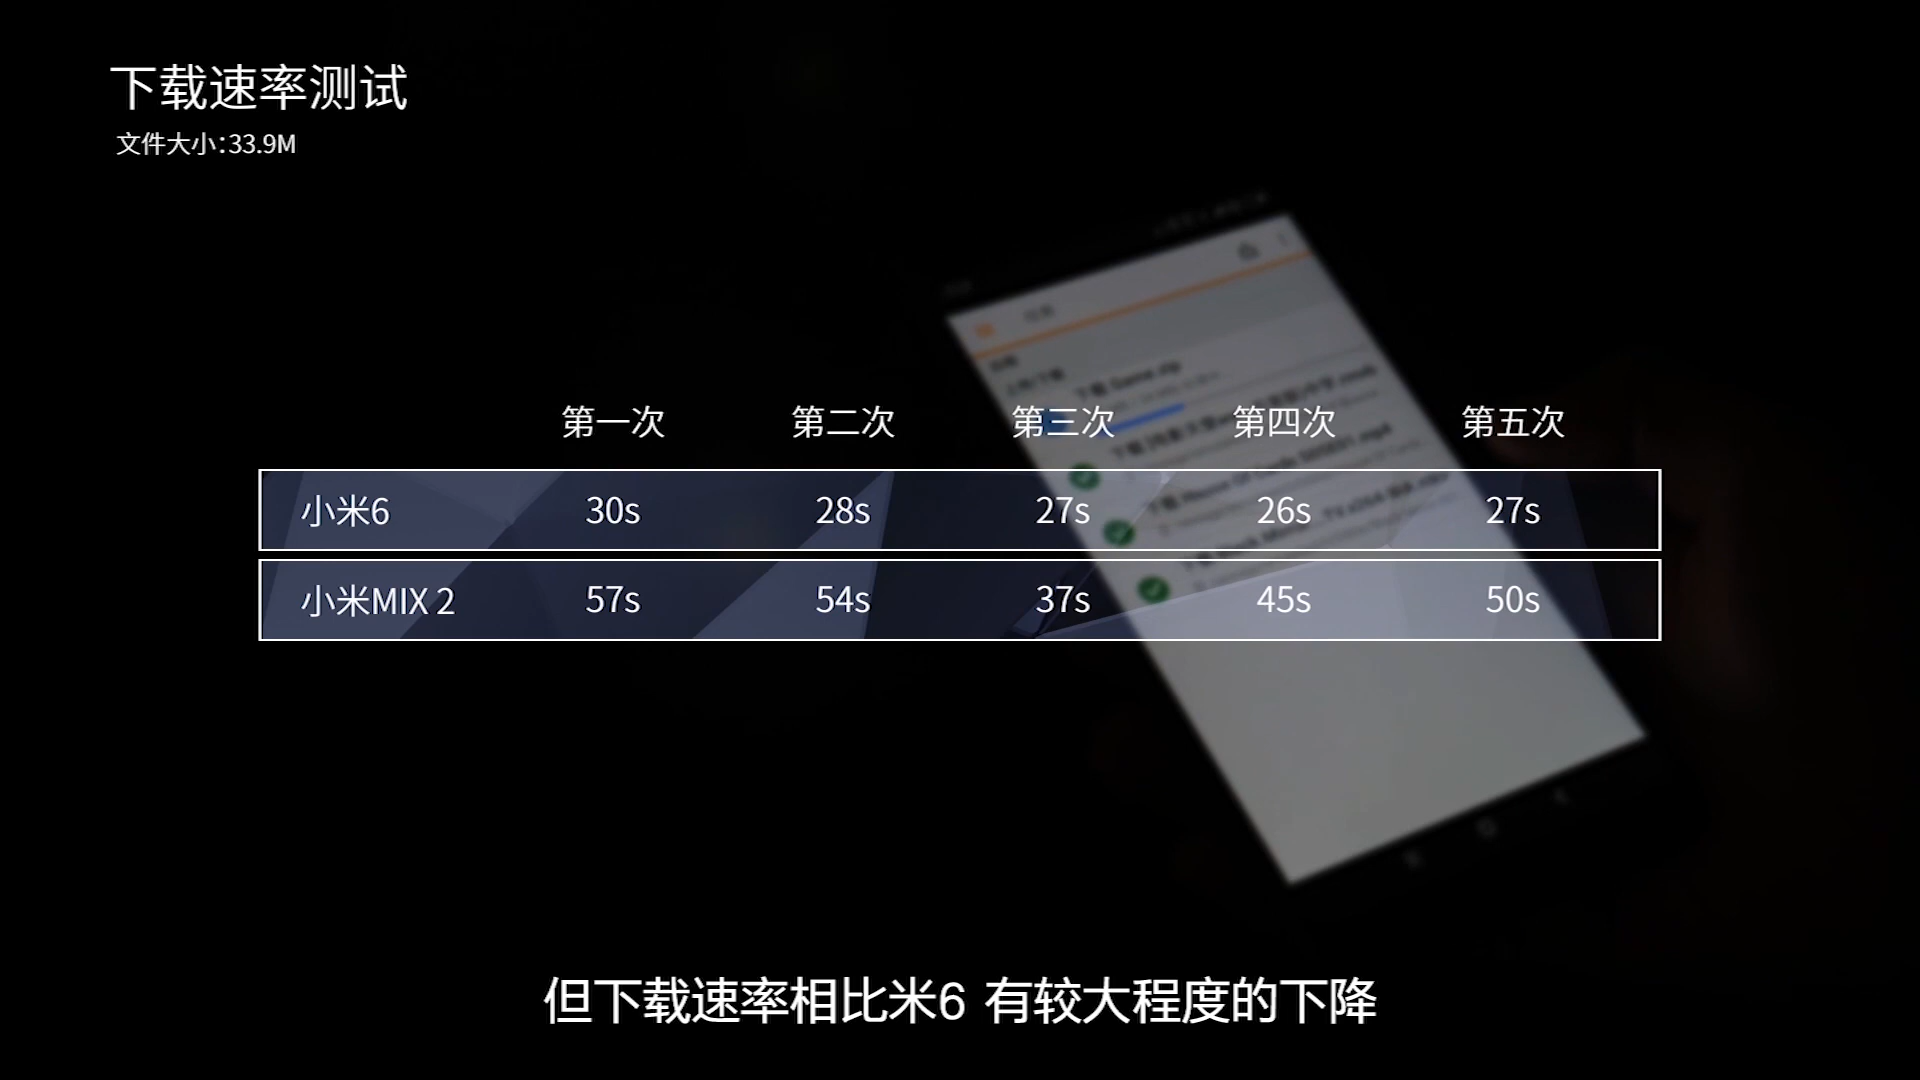 下载速率测试
文件大小:33.9M
第一次 第二次 第三次 第四次 第五次
小米6 30s 28s 27s 26s 27s
小米MIX 2 57s 54s 37s 45s 50s
但下载速率相比米6 有较大程度的下降